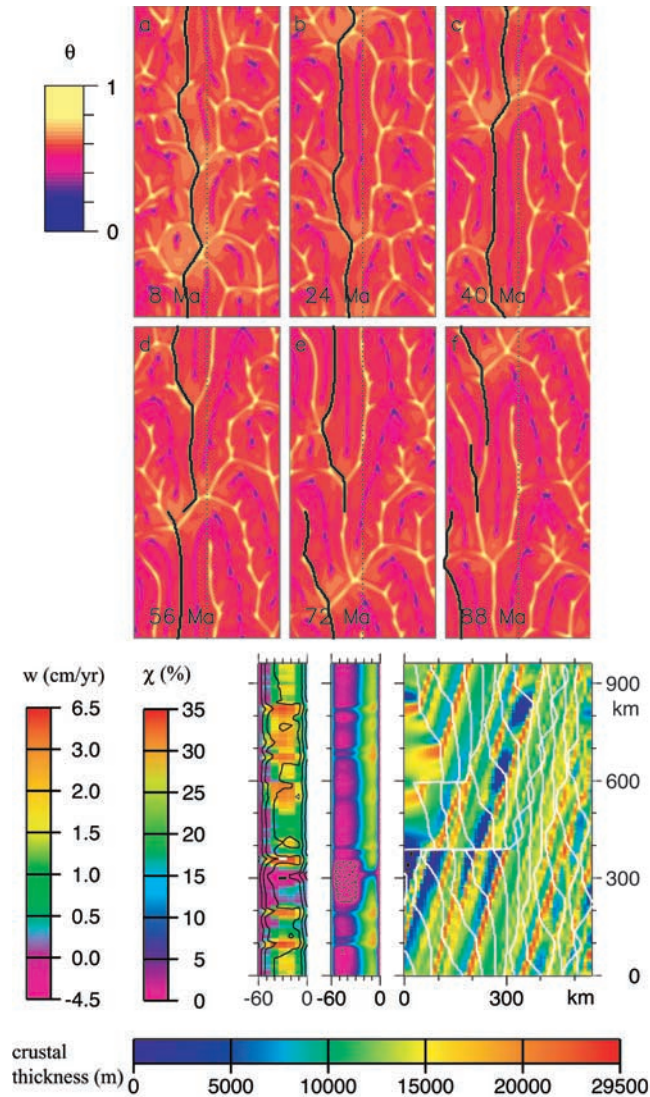 a b c
θ
1
0
8 Ma 24 Ma 40 Ma
d e f
56 Ma 72 Ma 88 Ma
w (cm/yr) χ (%)
6.5
3.0
2.0
1.5
1.0
0.5
0.0
-4.5
35
30
25
20
15
10
5
0
900
km
600
300
0
-60 0 -60 0 0 300 km
crustal
thickness (m)
0 5000 10000 15000 20000 29500